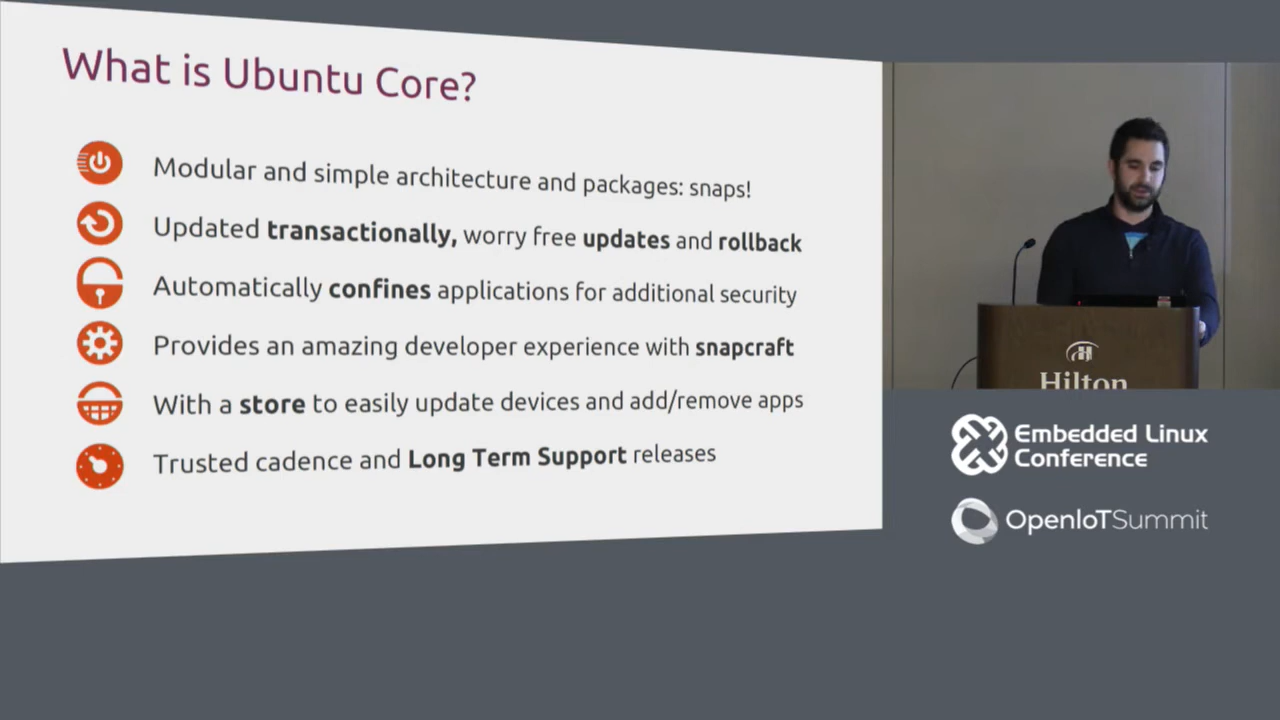 What is Ubuntu Core?
Modular and simple architecture and packages: snaps!
Updated transactionally, worry free updates and rollback
Automatically confines applications for additional security
Provides an amazing developer experience with snapcraft
With a store to easily update devices and add/remove apps
Trusted cadence and Long Term Support releases
Hilton
Embedded Linux
Conference
OpenIoTSummit